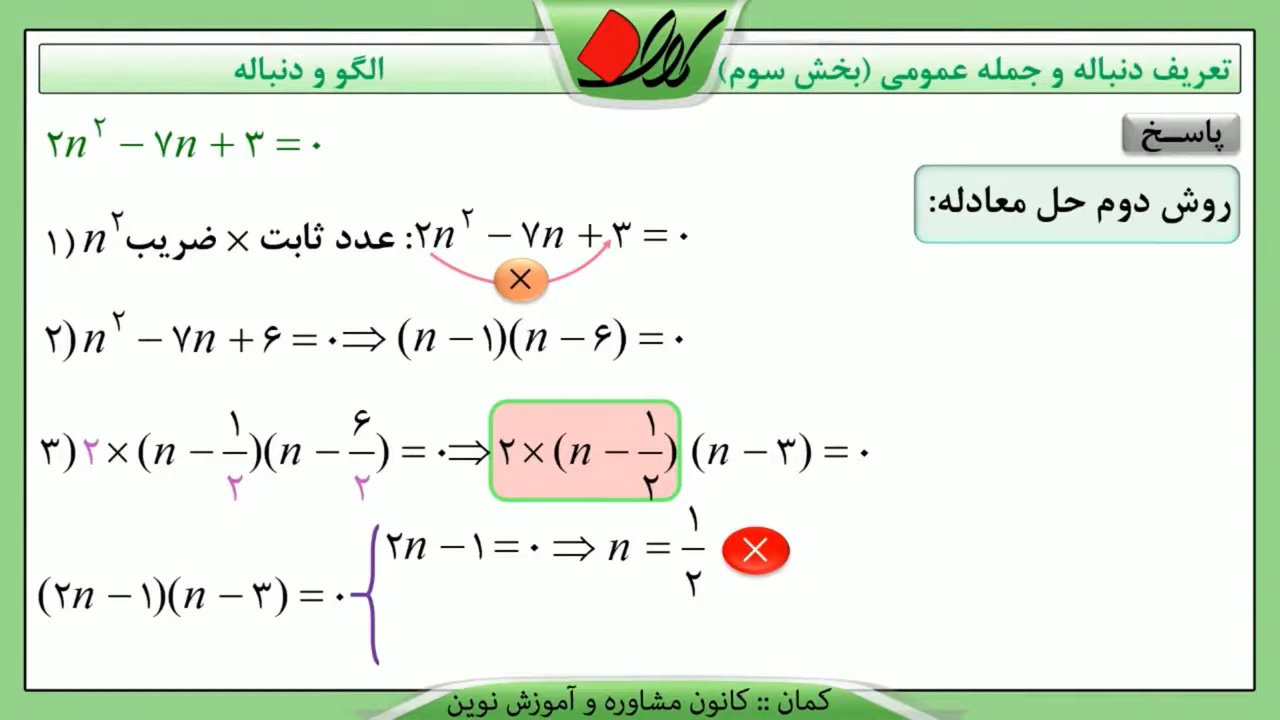 تعریف دنباله و جمله عمومی (بخش سوم)
کمان
الگو و دنباله
پاســخ
۲n² − ۷n + ۳ = ۰
روش دوم حل معادله:
۱) n² ضریب × عدد ثابت: ۲n² − ۷n + ۳ = ۰
×
۲) n² − ۷n + ۶ = ۰ ⇒ (n − ۱)(n − ۶) = ۰
۳) ۲ × (n − ۱/۲)(n − ۶/۲) = ۰ ⇒ ۲ × (n − ۱/۲) (n − ۳) = ۰
۲n − ۱ = ۰ ⇒ n = ۱/۲ ×
(۲n − ۱)(n − ۳) = ۰
کمان :: کانون مشاوره و آموزش نوین